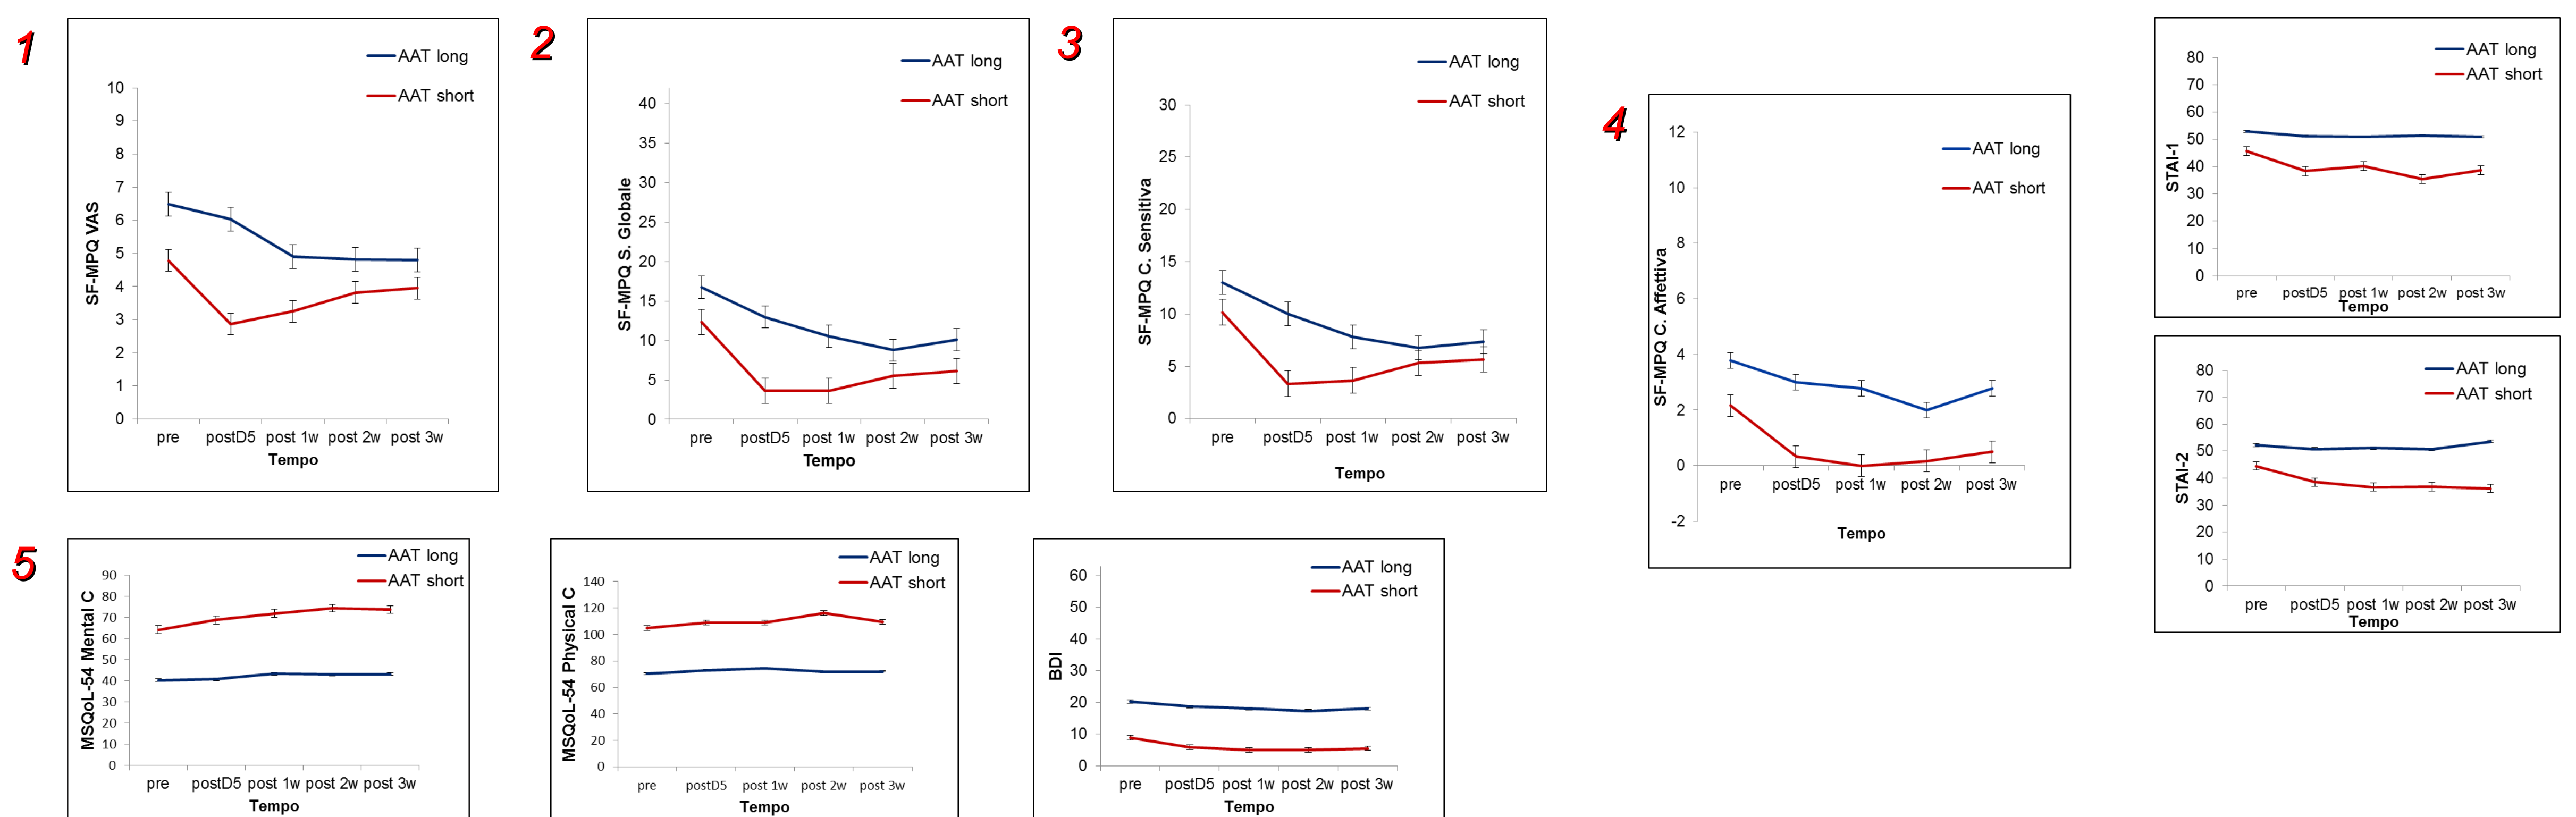 1
AAT long
AAT short
SF-MPQ VAS
10
9
8
7
6
5
4
3
2
1
0
pre postD5 post 1w post 2w post 3w
Tempo
2
AAT long
AAT short
SF-MPQ S. Globale
40
35
30
25
20
15
10
5
0
pre postD5 post 1w post 2w post 3w
Tempo
3
AAT long
AAT short
SF-MPQ C. Sensitiva
30
25
20
15
10
5
0
pre postD5 post 1w post 2w post 3w
Tempo
4
AAT long
AAT short
SF-MPQ C. Affettiva
12
10
8
6
4
2
0
-2
pre postD5 post 1w post 2w post 3w
Tempo
AAT long
AAT short
STAI-1
80
70
60
50
40
30
20
10
0
pre postD5 post 1w post 2w post 3w
Tempo
AAT long
AAT short
STAI-2
80
70
60
50
40
30
20
10
0
pre postD5 post 1w post 2w post 3w
Tempo
5
AAT long
AAT short
MSQoL-54 Mental C
90
80
70
60
50
40
30
20
10
0
pre postD5 post 1w post 2w post 3w
Tempo
AAT long
AAT short
MSQoL-54 Physical C
140
120
100
80
60
40
20
0
pre postD5 post 1w post 2w post 3w
Tempo
AAT long
AAT short
BDI
60
50
40
30
20
10
0
pre postD5 post 1w post 2w post 3w
Tempo